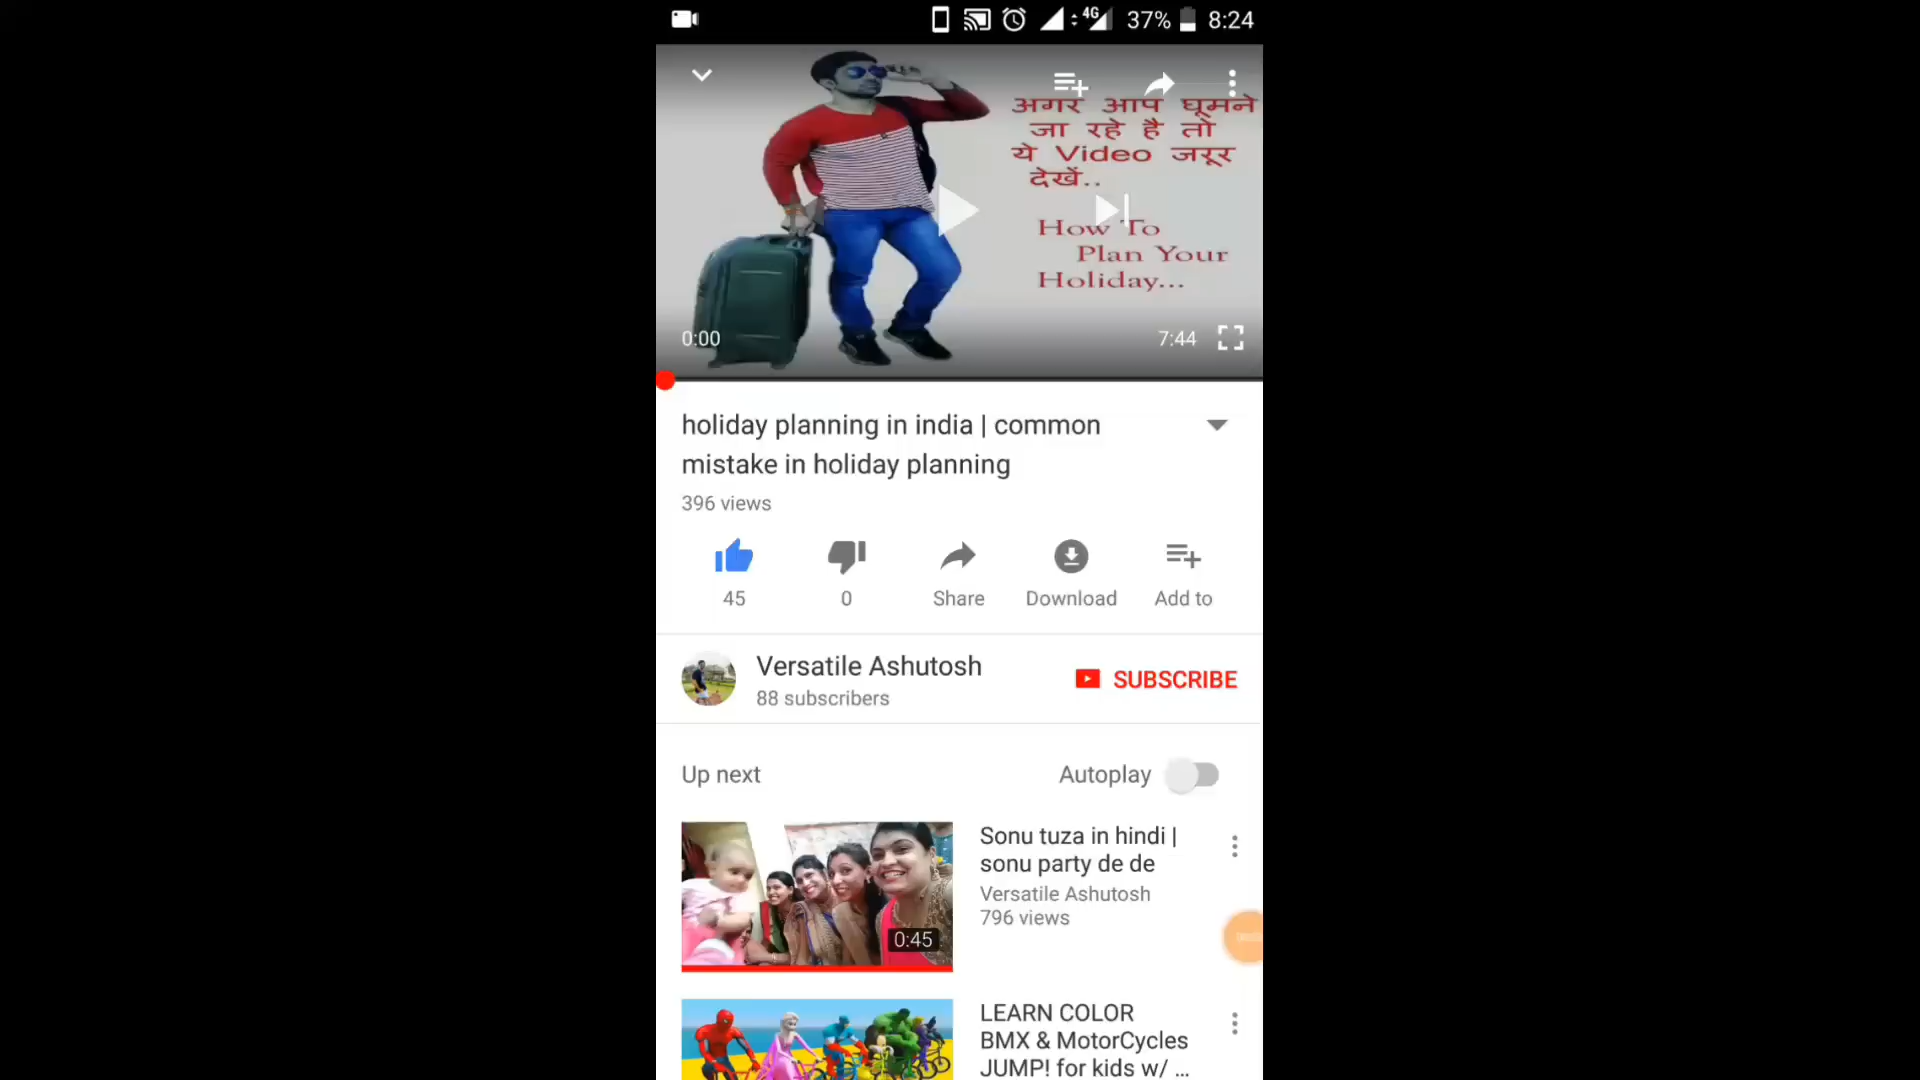 4G 37% 8:24
अगर आप घूमने
जा रहे है तो
ये Video जरूर
देखें..
How To
Plan Your
Holiday...
0:00 7:44
holiday planning in india | common
mistake in holiday planning
396 views
45 0 Share Download Add to
Versatile Ashutosh
88 subscribers
SUBSCRIBE
Up next Autoplay
Sonu tuza in hindi |
sonu party de de
Versatile Ashutosh
796 views
0:45
LEARN COLOR
BMX & MotorCycles
JUMP! for kids w/ ...